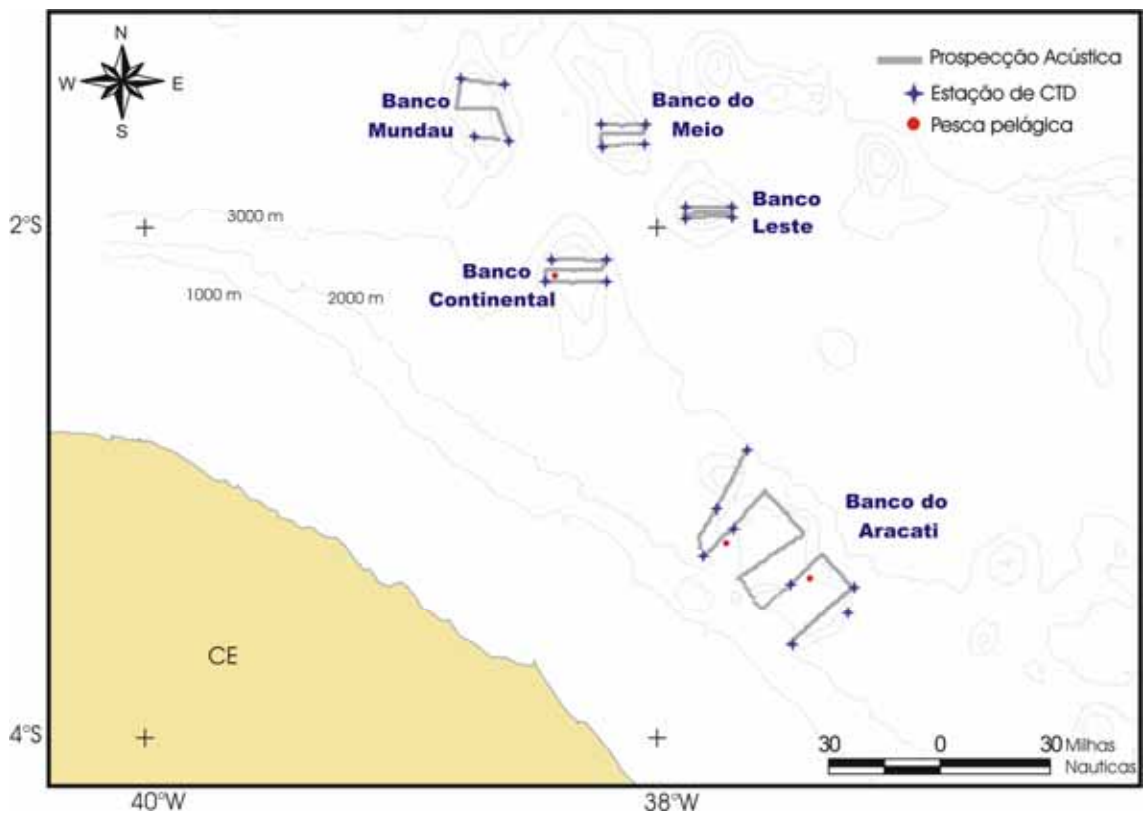 N
W E
S
Prospecção Acústica
Estação de CTD
Pesca pelágica
Banco
Mundau
Banco do
Meio
Banco
Leste
2°S
3000 m
Banco
Continental
1000 m
2000 m
Banco do
Aracati
CE
4°S
30 0 30 Milhas
Nauticas
40°W 38°W